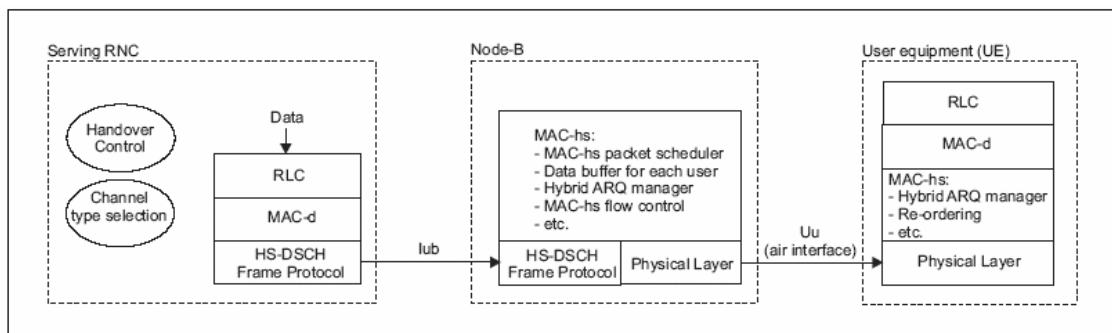 Serving RNC
Handover
Control
Channel
type selection
Data
RLC
MAC-d
HS-DSCH
Frame Protocol
Iub
Node-B
MAC-hs:
- MAC-hs packet scheduler
- Data buffer for each user
- Hybrid ARQ manager
- MAC-hs flow control
- etc.
HS-DSCH
Frame Protocol
Physical Layer
Uu
(air interface)
User equipment (UE)
RLC
MAC-d
MAC-hs:
- Hybrid ARQ manager
- Re-ordering
- etc.
Physical Layer